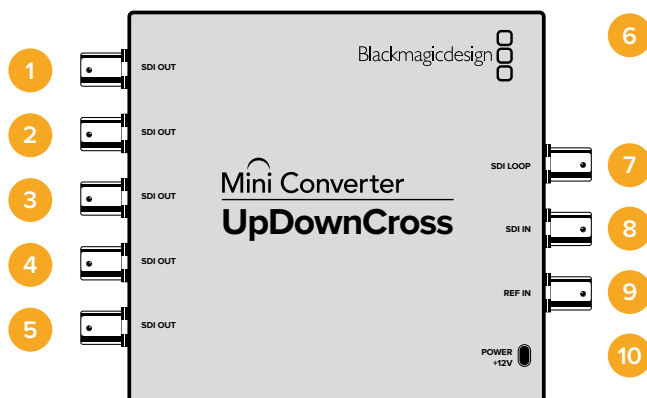 Blackmagicdesign
6
1
SDI OUT
2
SDI OUT
3
SDI OUT
4
SDI OUT
5
SDI OUT
Mini Converter
UpDownCross
SDI LOOP
7
SDI IN
8
REF IN
9
POWER
+12V
10